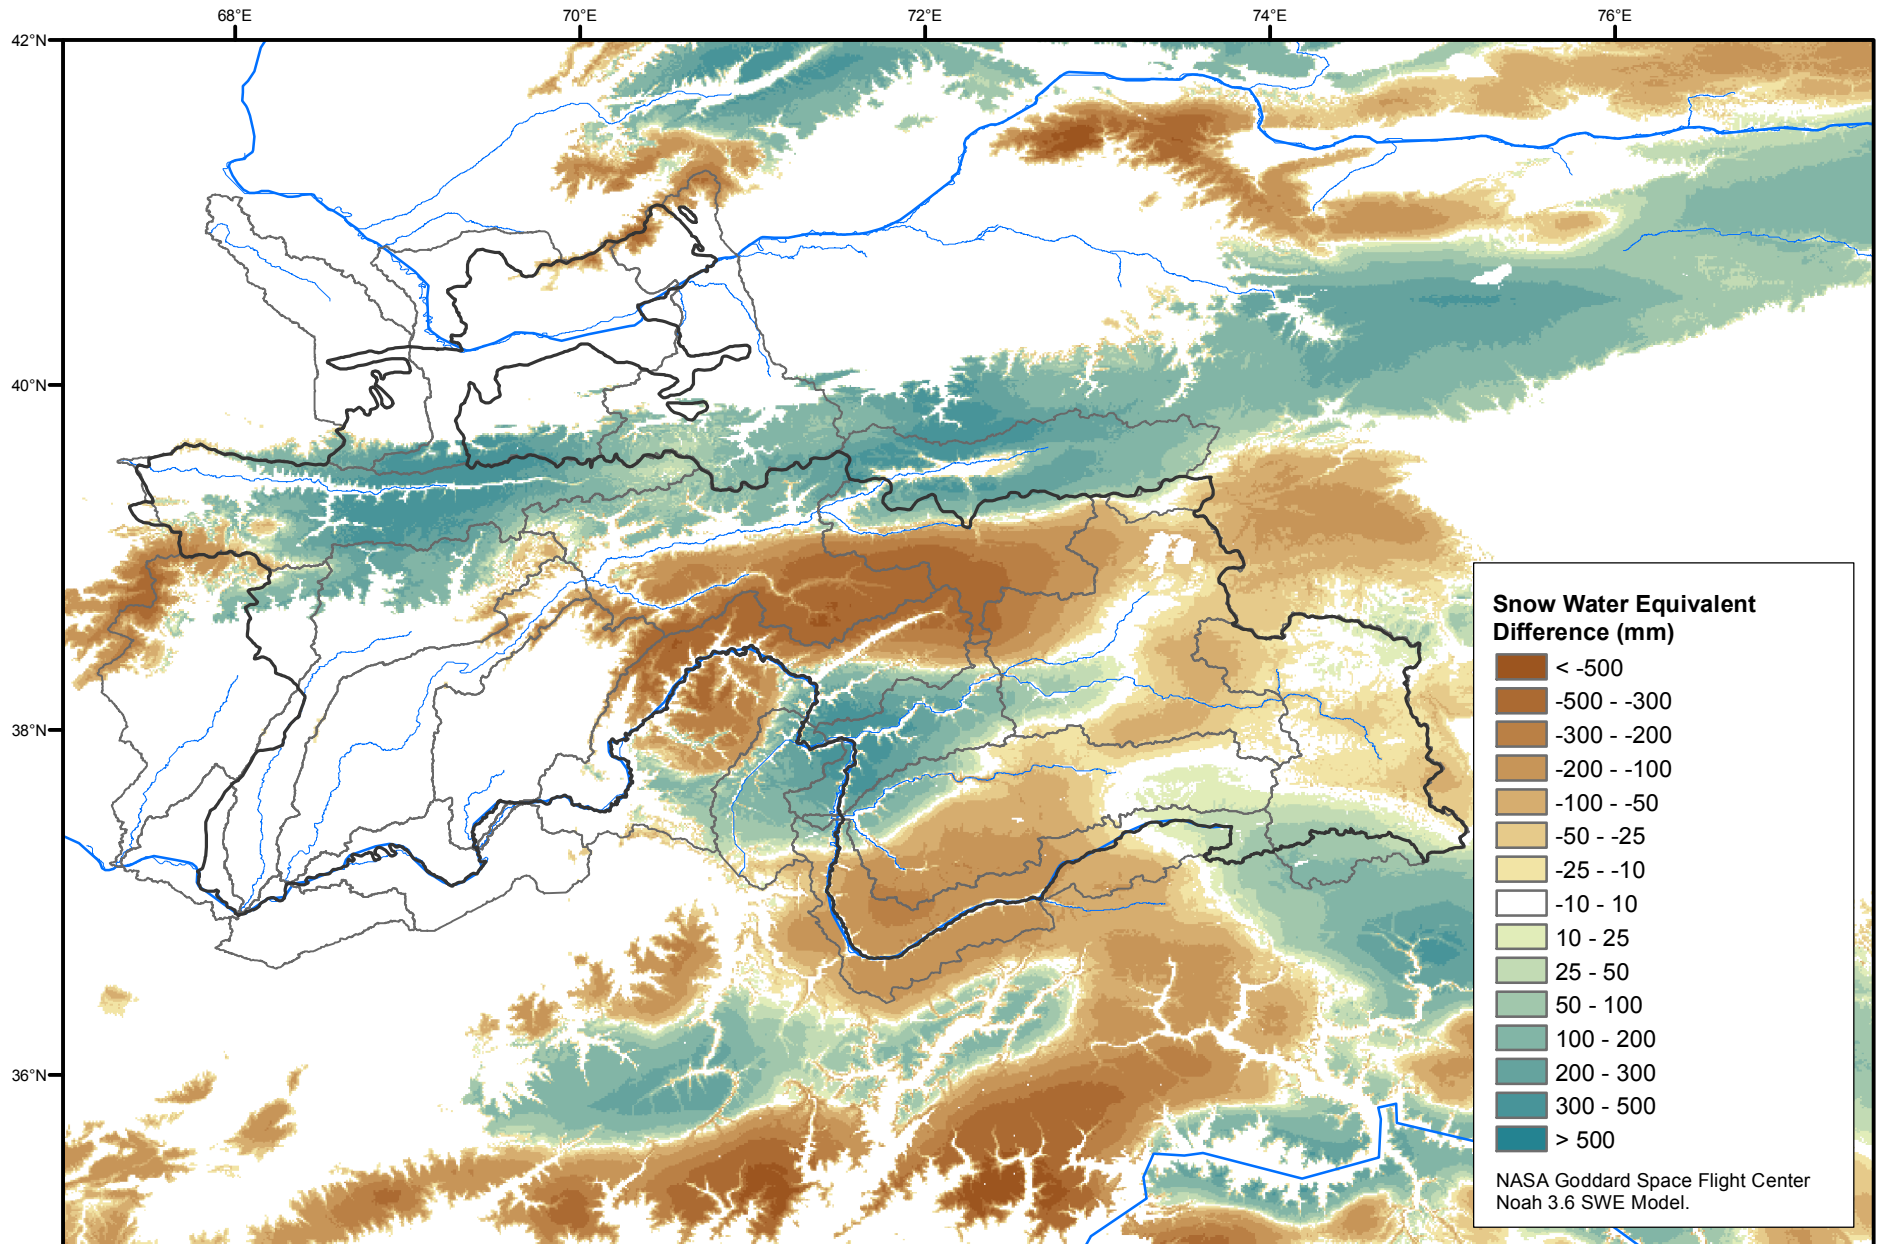 68°E 70°E 72°E 74°E 76°E
42°N
40°N
38°N
36°N
Snow Water Equivalent
Difference (mm)
< -500
-500 - -300
-300 - -200
-200 - -100
-100 - -50
-50 - -25
-25 - -10
-10 - 10
10 - 25
25 - 50
50 - 100
100 - 200
200 - 300
300 - 500
> 500
NASA Goddard Space Flight Center
Noah 3.6 SWE Model.